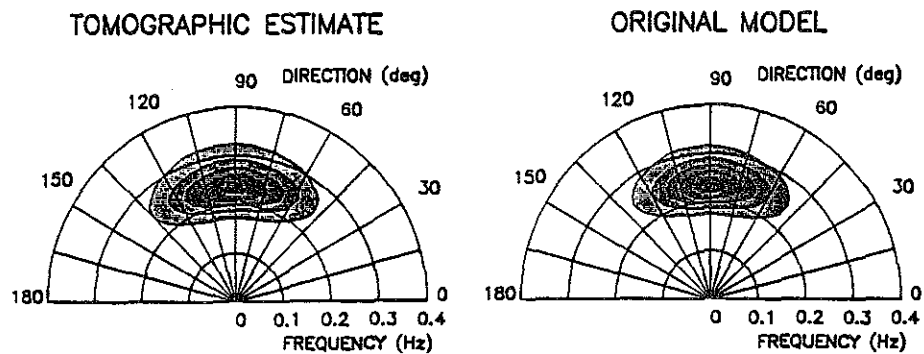 TOMOGRAPHIC ESTIMATE
90 DIRECTION (deg)
120
60
150
30
180
0
0 0.1 0.2 0.3 0.4
FREQUENCY (Hz)
ORIGINAL MODEL
90 DIRECTION (deg)
120
60
150
30
180
0
0 0.1 0.2 0.3 0.4
FREQUENCY (Hz)